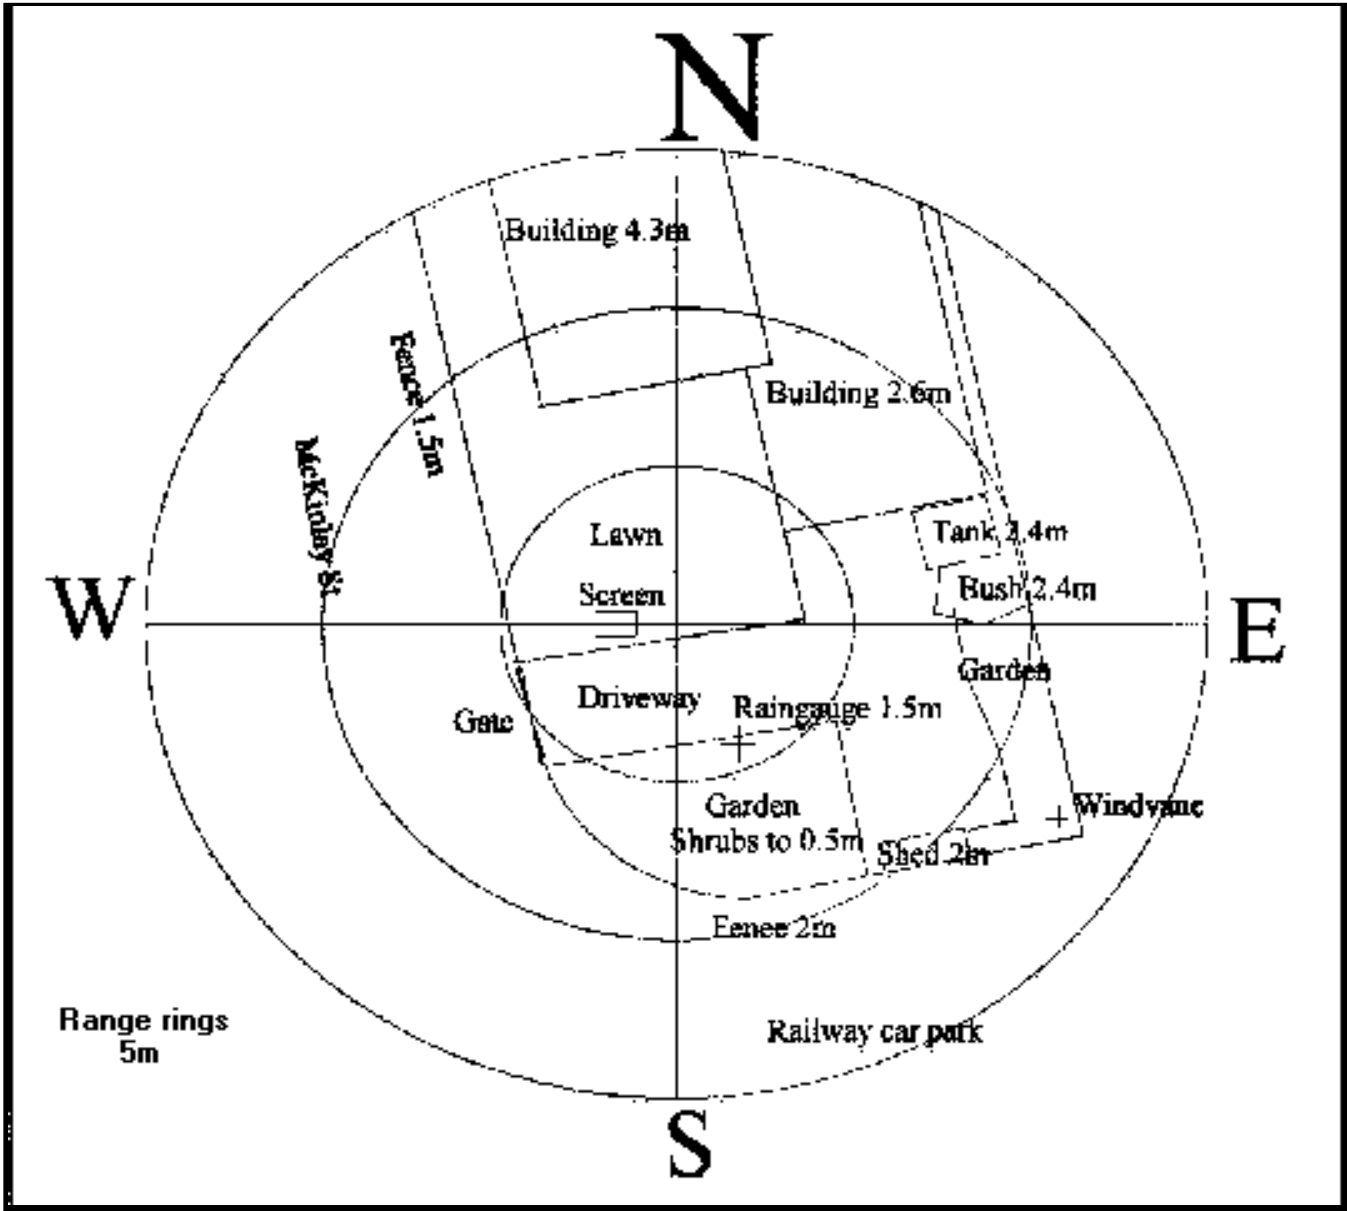 N
Building 4.3m
Fence 1.5m
Building 2.6m
McKinlay St
Lawn
Tank 2.4m
Screen
Bush 2.4m
W
E
Garden
Driveway
Raingauge 1.5m
Gate
Garden
Shrubs to 0.5m
Windvane
Shed 2m
Fence 2m
Range rings
5m
Railway car park
S